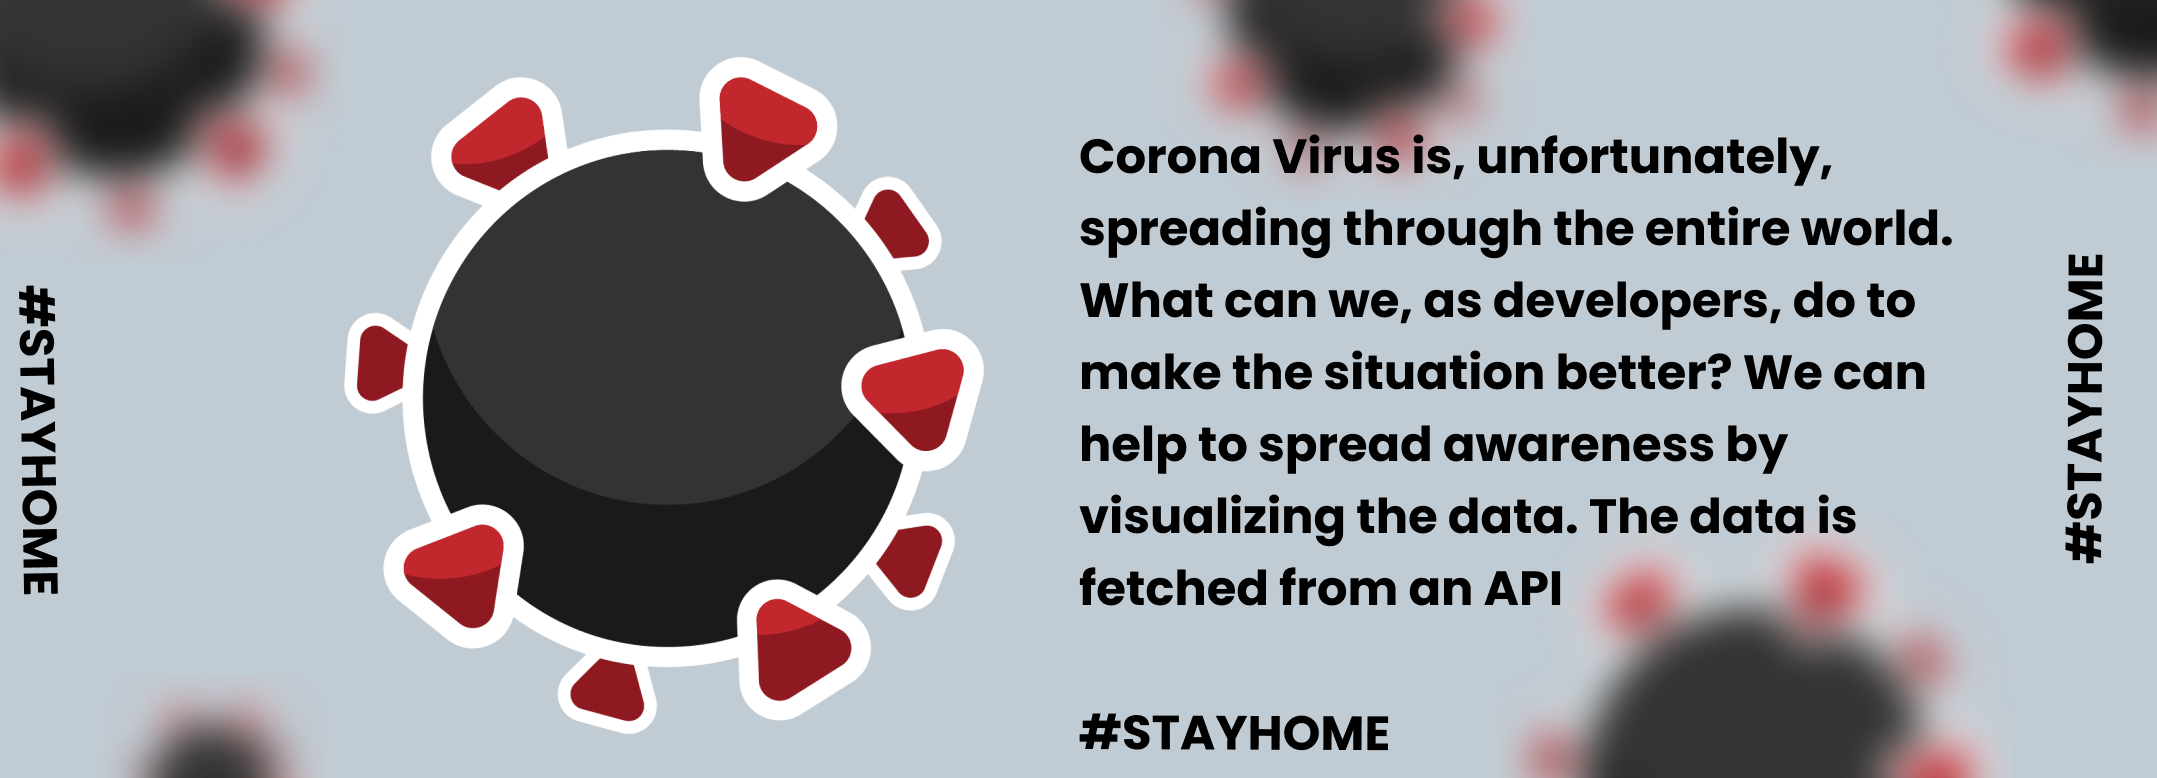 #STAYHOME
Corona Virus is, unfortunately,
spreading through the entire world.
What can we, as developers, do to
make the situation better? We can
help to spread awareness by
visualizing the data. The data is
fetched from an API
#STAYHOME
#STAYHOME